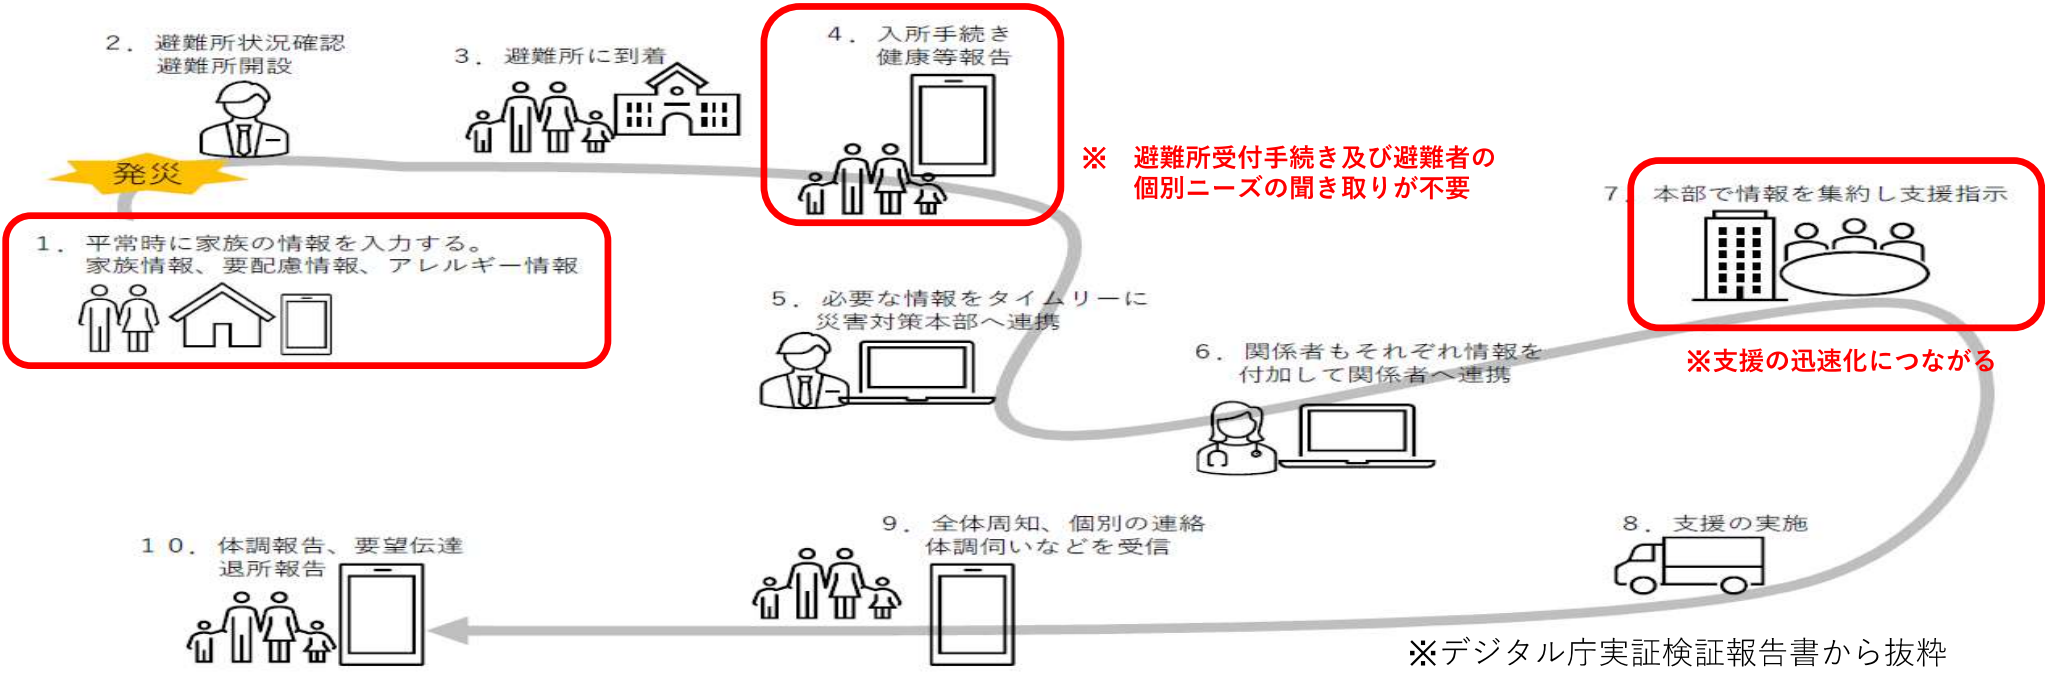 発災
1．平常時に家族の情報を入力する。
家族情報、要配慮情報、アレルギー情報
2．避難所状況確認
避難所開設
3．避難所に到着
4．入所手続き
健康等報告
※　避難所受付手続き及び避難者の
個別ニーズの聞き取りが不要
5．必要な情報をタイムリーに
災害対策本部へ連携
6．関係者もそれぞれ情報を
付加して関係者へ連携
7．本部で情報を集約し支援指示
※支援の迅速化につながる
8．支援の実施
9．全体周知、個別の連絡
体調伺いなどを受信
10．体調報告、要望伝達
退所報告
※デジタル庁実証検証報告書から抜粋